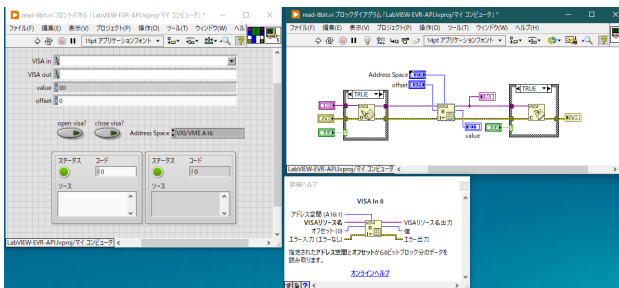 read-8bit.vi フロントパネル「LabVIEW-EVR-API.lvproj/マイ コンピュータ」*
ファイル(F) 編集(E) 表示(V) プロジェクト(P) 操作(O) ツール(T) ウィンドウ(W)
15pt アプリケーションフォント
VISA in
VISA out
value 00
offset 0
open visa? close visa?
Address Space VXI/VME A16
ステータス コード
0
ソース
ステータス コード
0
ソース
LabVIEW-EVR-API.lvproj/マイ コンピュータ
read-8bit.vi ブロックダイアグラム「LabVIEW-EVR-API.lvproj/マイ コンピュータ」*
ファイル(F) 編集(E) 表示(V) プロジェクト(P) 操作(O) ツール(T) ウィンドウ(W) ヘルプ(H)
14pt アプリケーションフォント
Address Space
offset
TRUE
TRUE
value
LabVIEW-EVR-API.lvproj/マイ コンピュータ
詳細ヘルプ
VISA In 8
アドレス空間 (A16:1)
VISAリソース名
オフセット (0)
エラー入力 (エラーなし)
VISAリソース名出力
値
エラー出力
指定されたアドレス空間とオフセットから8ビットブロック分のデータを
読み取ります。
オンラインヘルプ